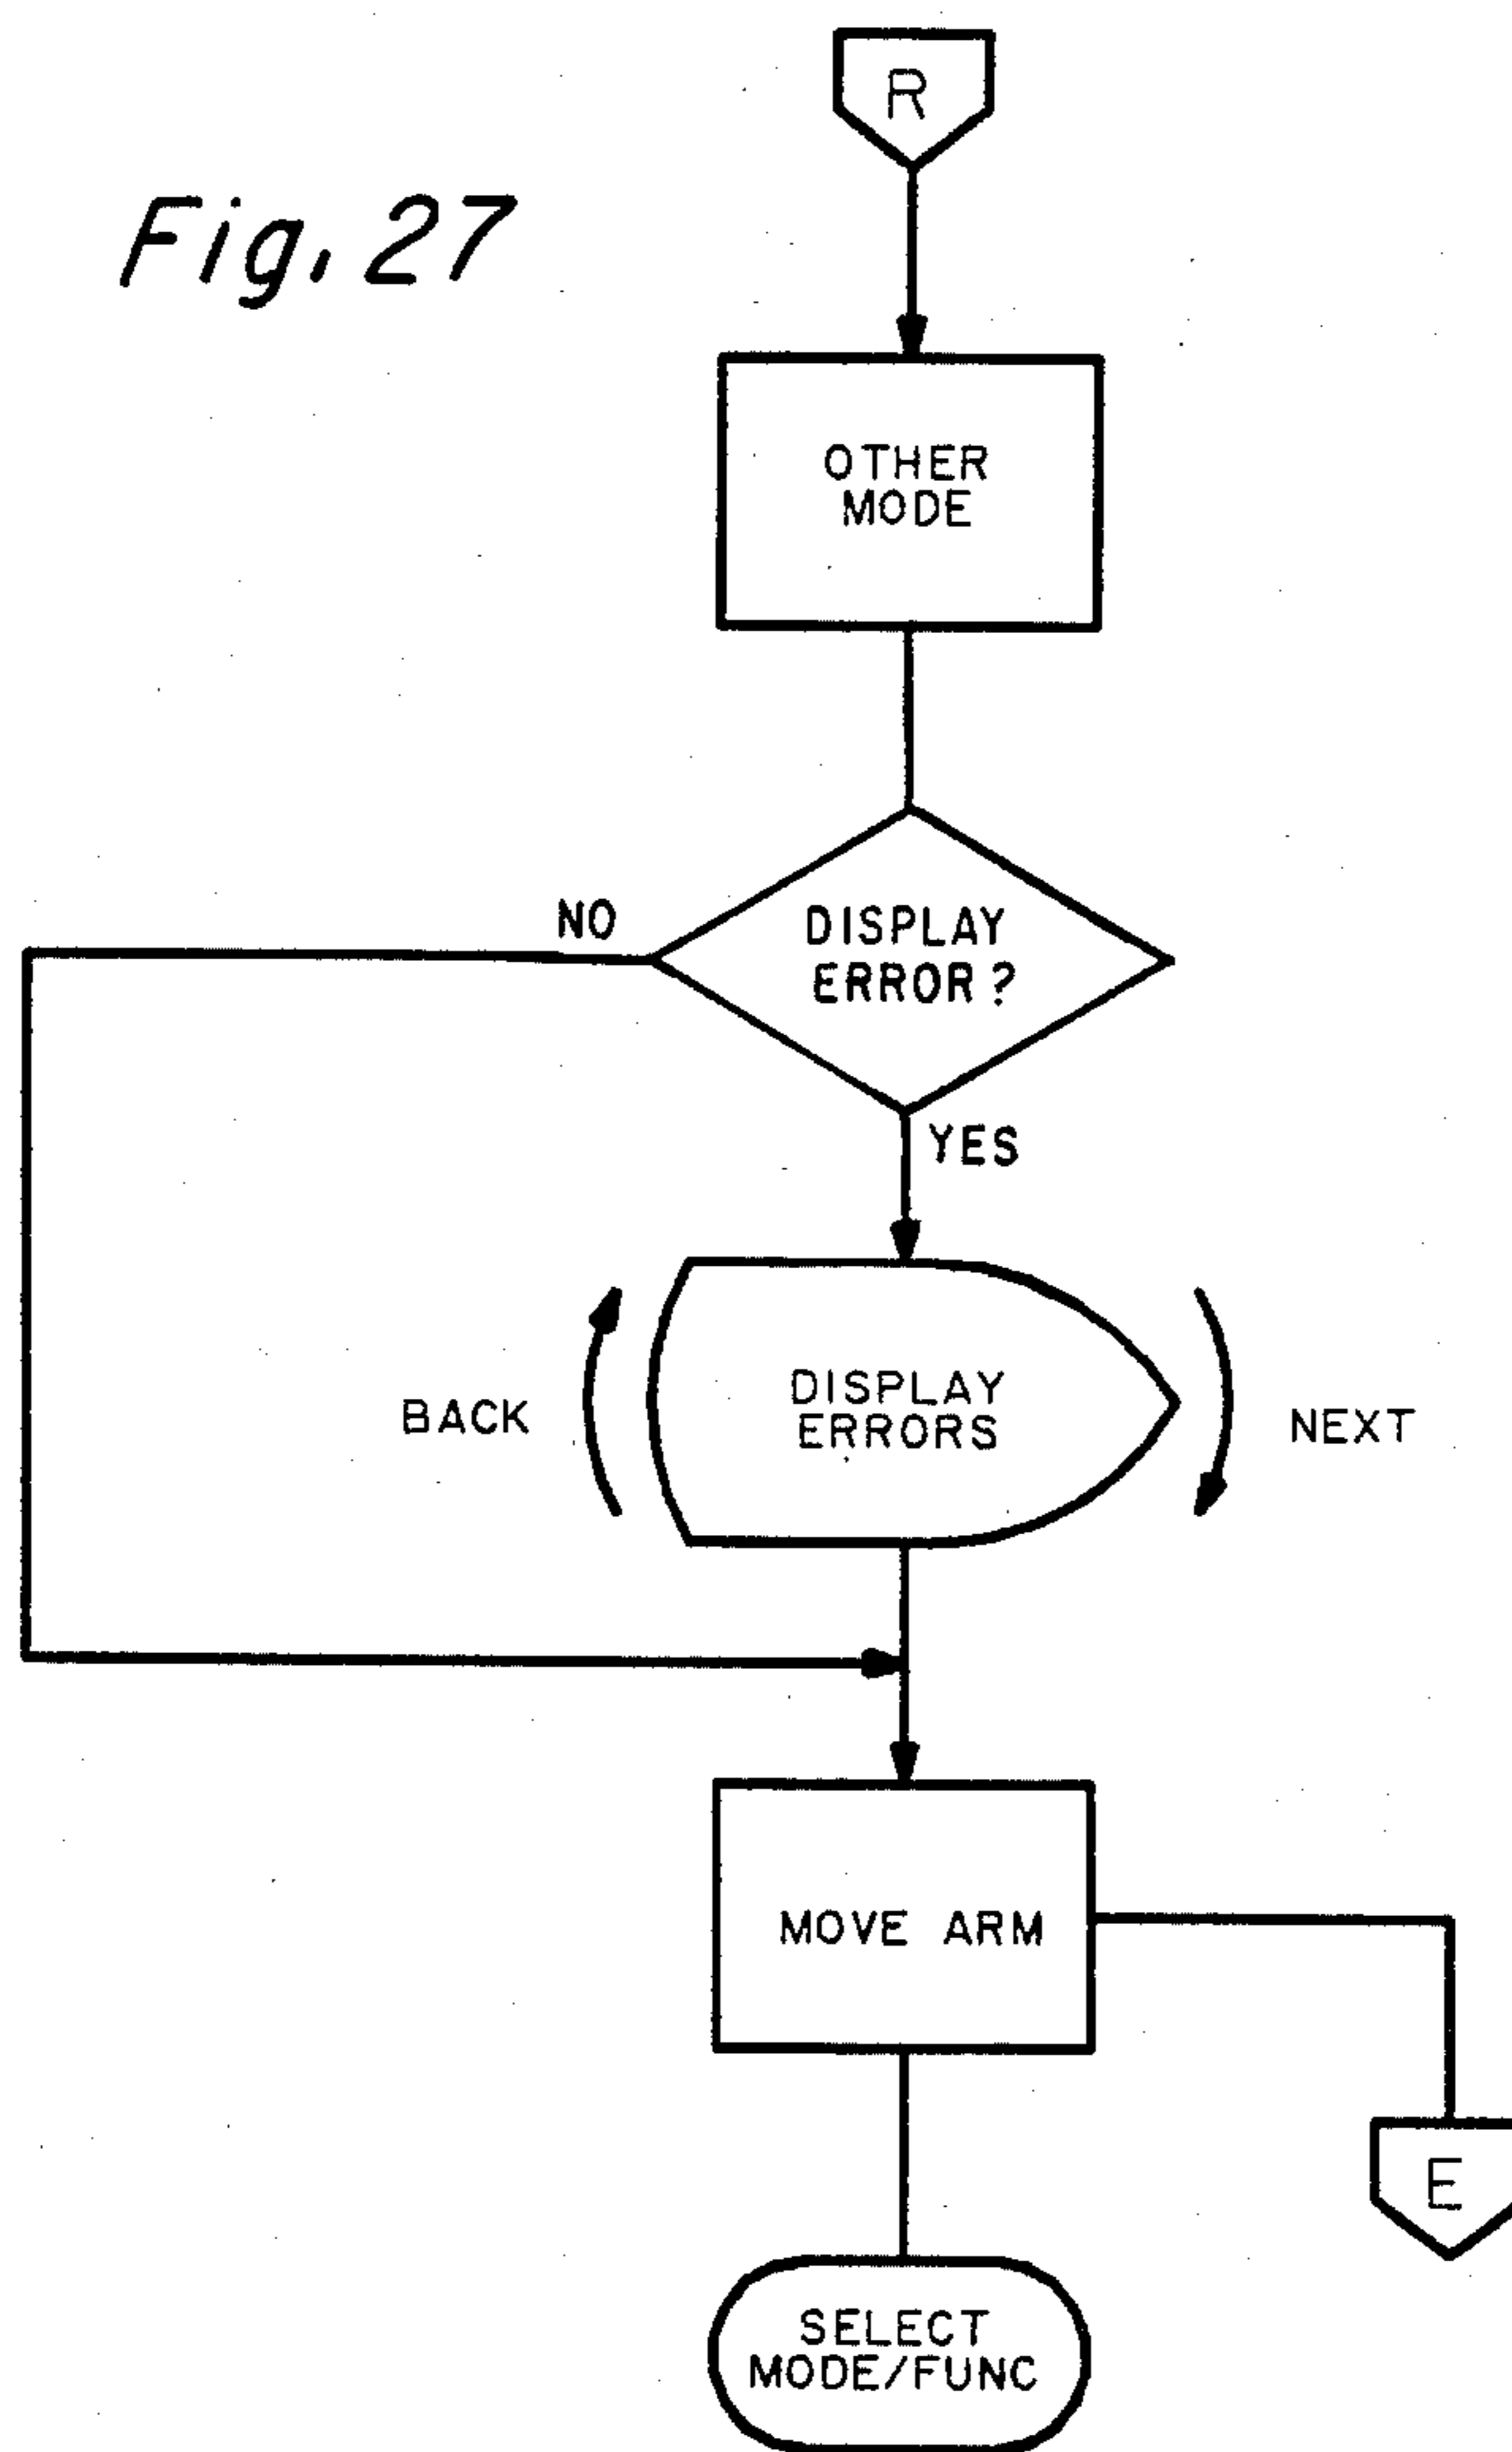 R
Fig. 27
OTHER
MODE
NO
DISPLAY
ERROR?
YES
BACK
DISPLAY
ERRORS
NEXT
MOVE ARM
E
SELECT
MODE/FUNC